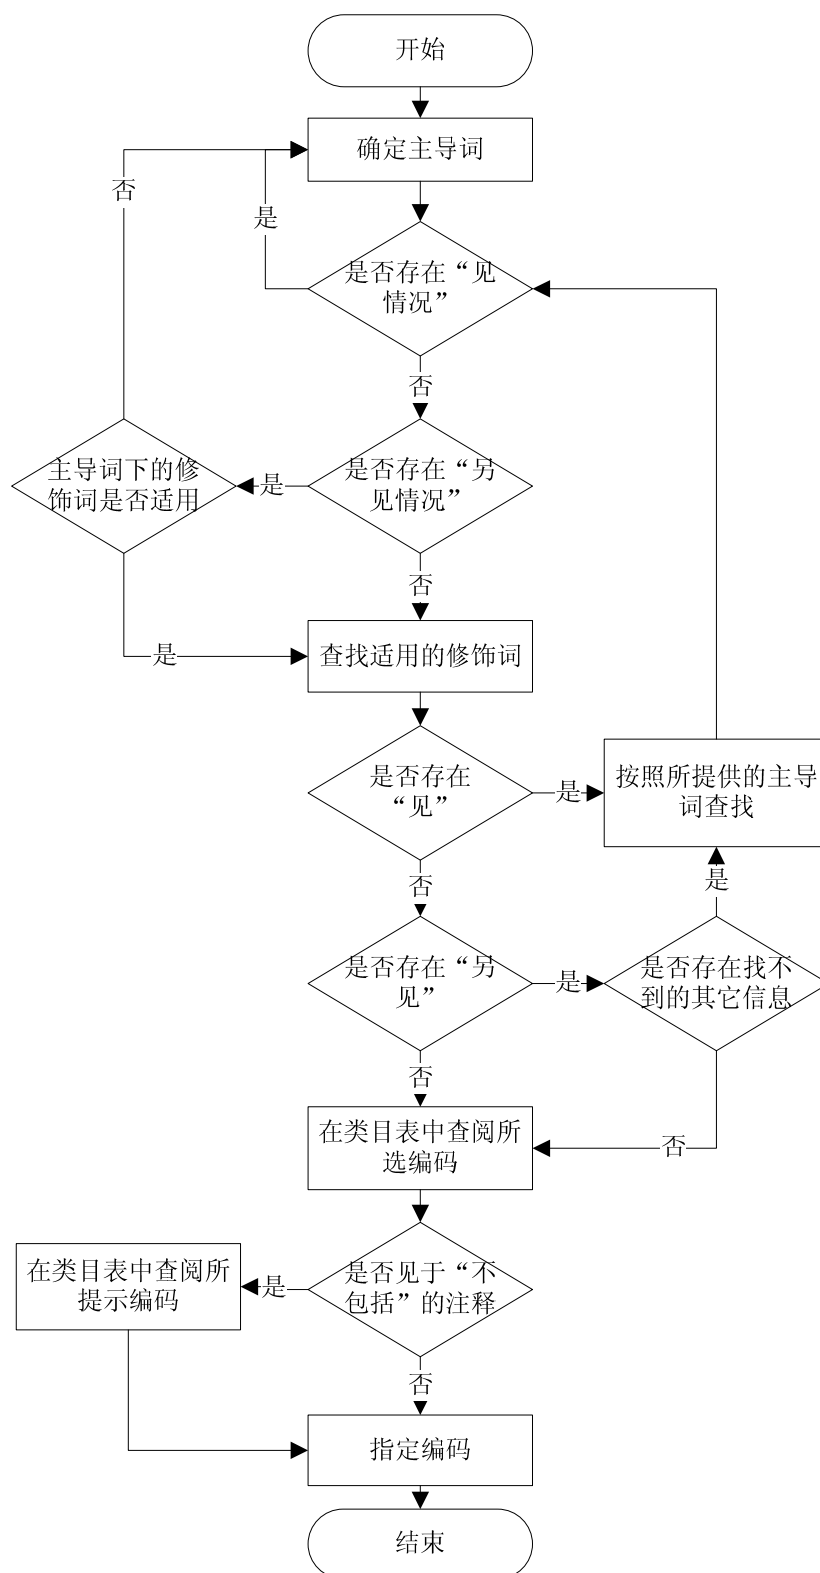 开始
确定主导词
否
是
是否存在“见
情况”
否
主导词下的修
饰词是否适用
是
是否存在“另
见情况”
否
是
查找适用的修饰词
是否存在
“见”
是
按照所提供的主导
词查找
否
是
是否存在“另
见”
是
是否存在找不
到的其它信息
否
在类目表中查阅所
选编码
否
在类目表中查阅所
提示编码
是
是否见于“不
包括”的注释
否
指定编码
结束